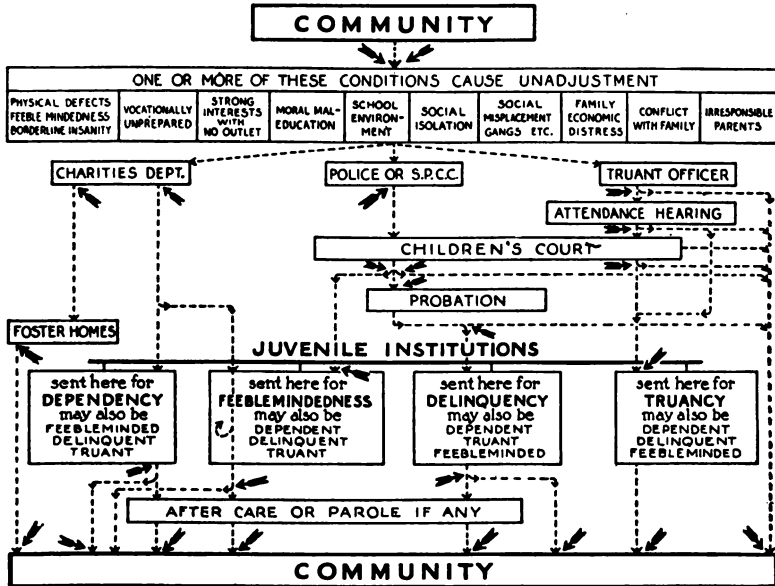 COMMUNITY
ONE OR MORE OF THESE CONDITIONS CAUSE UNADJUSTMENT
PHYSICAL DEFECTS
FEEBLE MINDEDNESS
BORDERLINE INSANITY
VOCATIONALLY
UNPREPARED
STRONG
INTERESTS
WITH
NO OUTLET
MORAL MAL-
EDUCATION
SCHOOL
ENVIRON-
MENT
SOCIAL
ISOLATION
SOCIAL
MISPLACEMENT
GANGS ETC.
FAMILY
ECONOMIC
DISTRESS
CONFLICT
WITH FAMILY
IRRESPONSIBLE
PARENTS
CHARITIES DEPT.
POLICE OR S.P.C.C.
TRUANT OFFICER
ATTENDANCE HEARING
CHILDREN'S COURT
PROBATION
FOSTER HOMES
JUVENILE INSTITUTIONS
sent here for
DEPENDENCY
may also be
FEEBLEMINDED
DELINQUENT
TRUANT
sent here for
FEEBLEMINDEDNESS
may also be
DEPENDENT
DELINQUENT
TRUANT
sent here for
DELINQUENCY
may also be
DEPENDENT
TRUANT
FEEBLEMINDED
sent here for
TRUANCY
may also be
DEPENDENT
DELINQUENT
FEEBLEMINDED
AFTER CARE OR PAROLE IF ANY
COMMUNITY